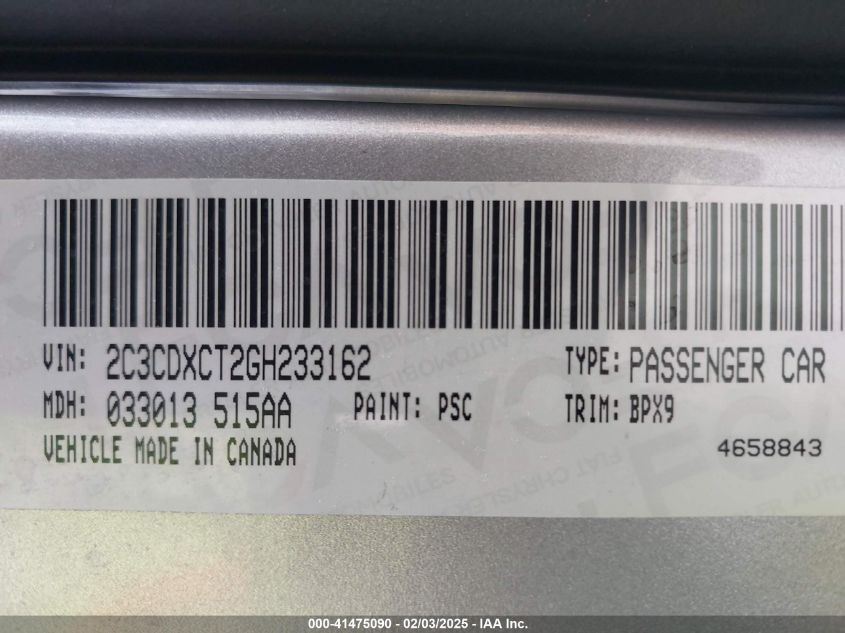 VIN: 2C3CDXCT2GH233162 TYPE: PASSENGER CAR
MDH: 033013 515AA PAINT: PSC TRIM: BPX9
VEHICLE MADE IN CANADA 4658843
000-41475090 - 02/03/2025 - IAA Inc.